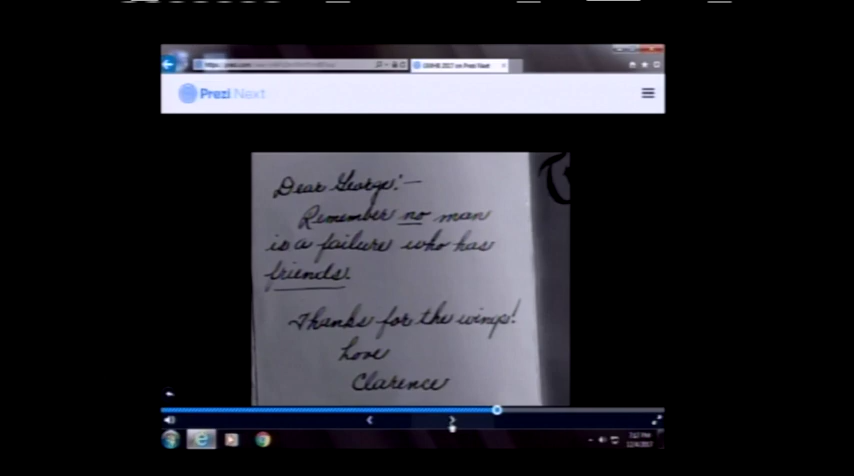 Prezi Next
Dear George:—
Remember no man
is a failure who has
friends.
Thanks for the wings!
Love
Clarence